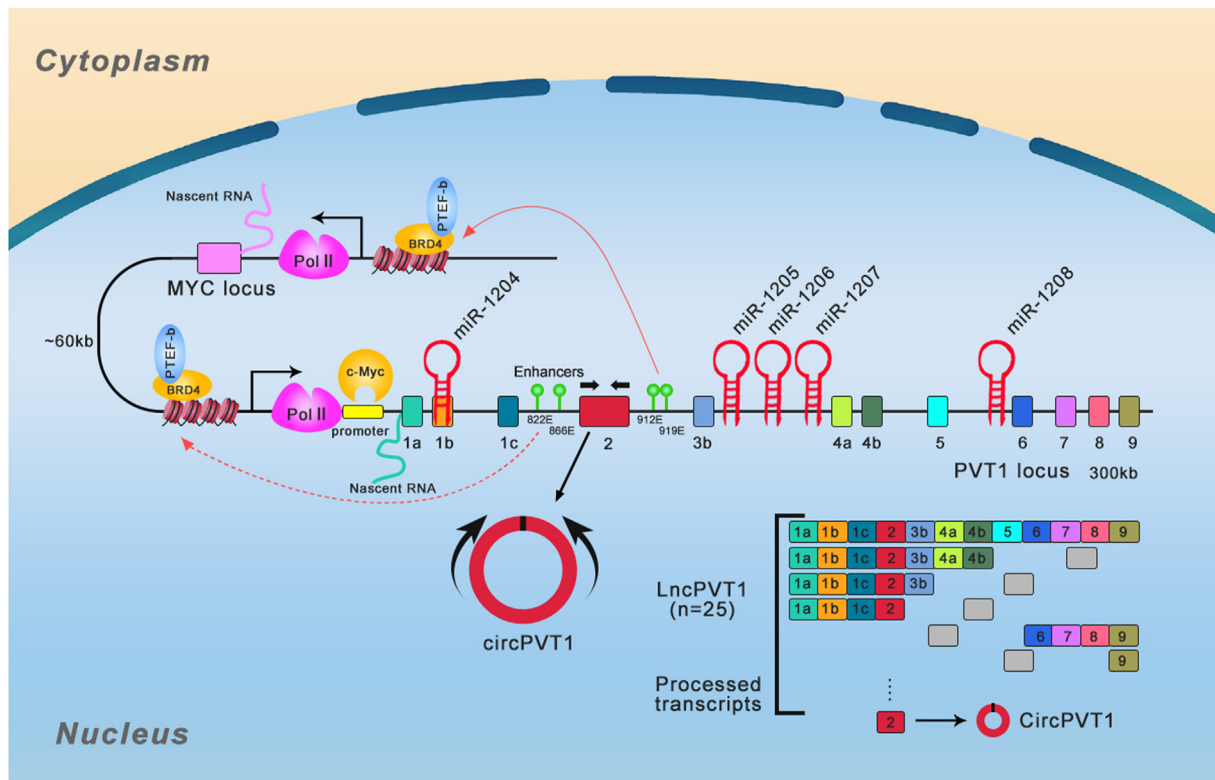 Cytoplasm
Nascent RNA
PTEF-b
BRD4
Pol II
MYC locus
~60kb
miR-1204
miR-1205
miR-1206
miR-1207
miR-1208
PTEF-b
BRD4
c-Myc
Enhancers
Pol II
promoter
822E
866E
912E
919E
1a 1b 1c 2 3b 4a 4b 5 6 7 8 9
Nascent RNA
PVT1 locus 300kb
circPVT1
LncPVT1
(n=25)
1a 1b 1c 2 3b 4a 4b 5 6 7 8 9
1a 1b 1c 2 3b 4a 4b
1a 1b 1c 2 3b
1a 1b 1c 2
6 7 8 9
9
Processed
transcripts
2 CircPVT1
Nucleus